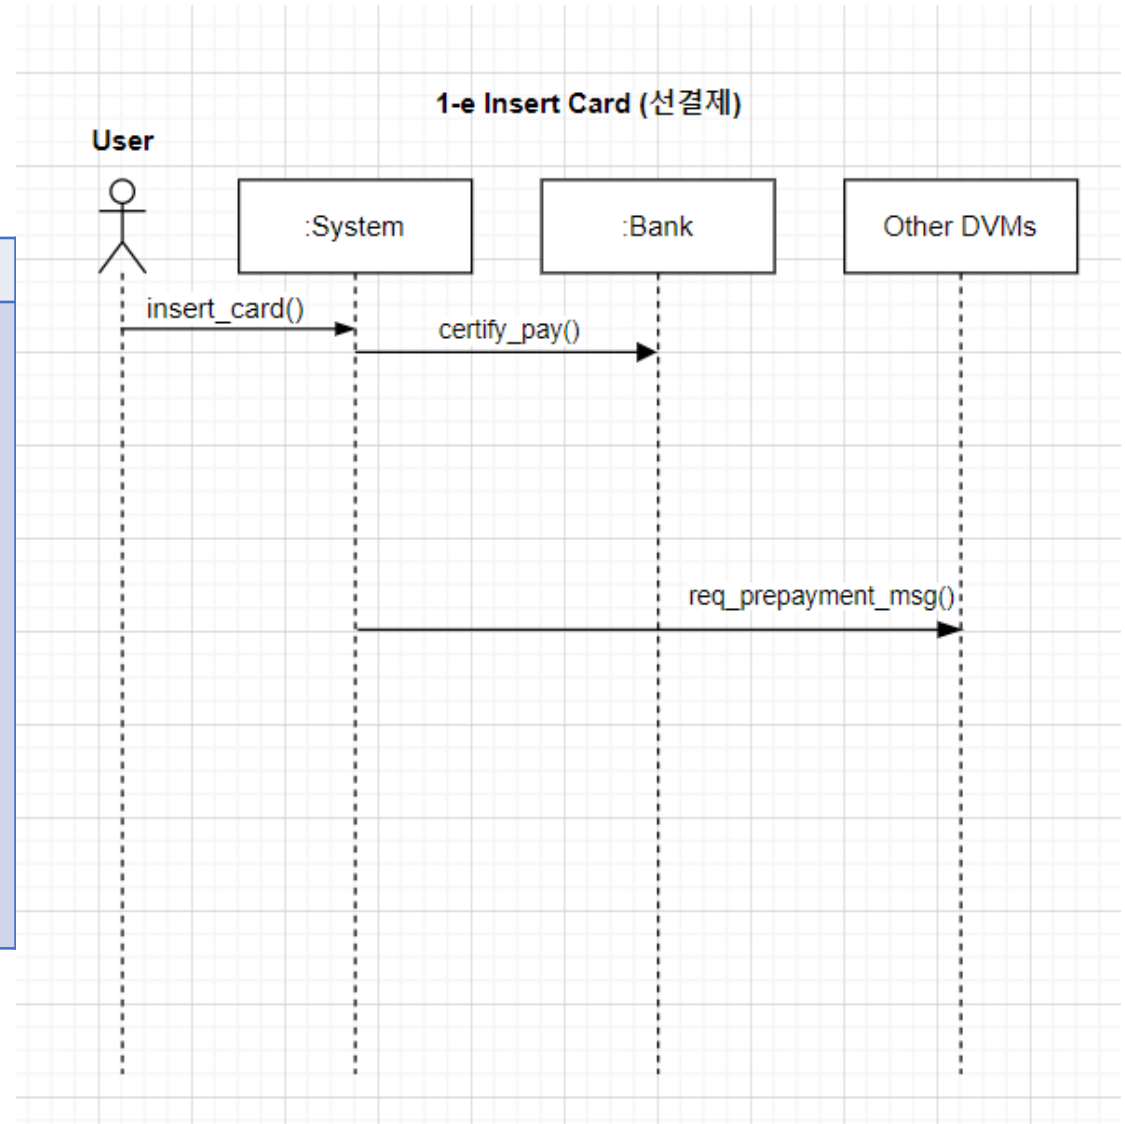 1-e Insert Card (선결제)
User
:System
:Bank
Other DVMs
insert_card()
certify_pay()
req_prepayment_msg()